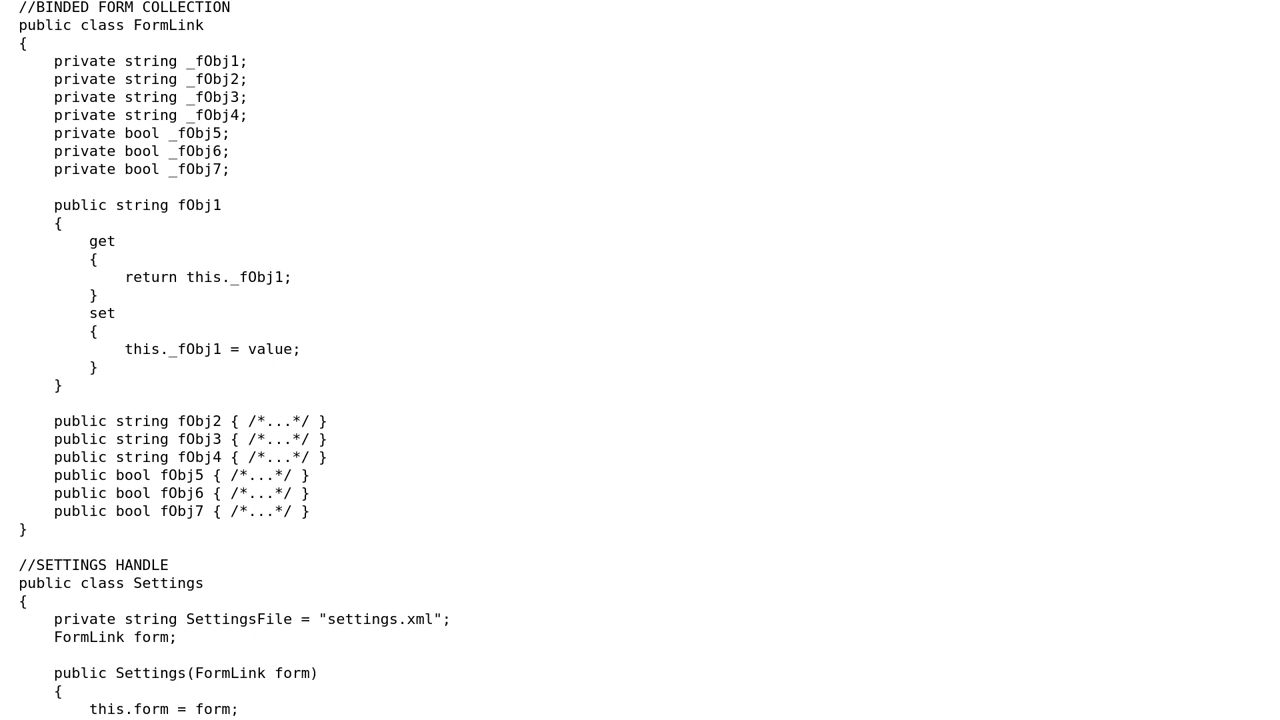 //BINDED FORM COLLECTION
public class FormLink
{
    private string _fObj1;
    private string _fObj2;
    private string _fObj3;
    private string _fObj4;
    private bool _fObj5;
    private bool _fObj6;
    private bool _fObj7;

    public string fObj1
    {
        get
        {
            return this._fObj1;
        }
        set
        {
            this._fObj1 = value;
        }
    }

    public string fObj2 { /*...*/ }
    public string fObj3 { /*...*/ }
    public string fObj4 { /*...*/ }
    public bool fObj5 { /*...*/ }
    public bool fObj6 { /*...*/ }
    public bool fObj7 { /*...*/ }
}

//SETTINGS HANDLE
public class Settings
{
    private string SettingsFile = "settings.xml";
    FormLink form;

    public Settings(FormLink form)
    {
        this.form = form;